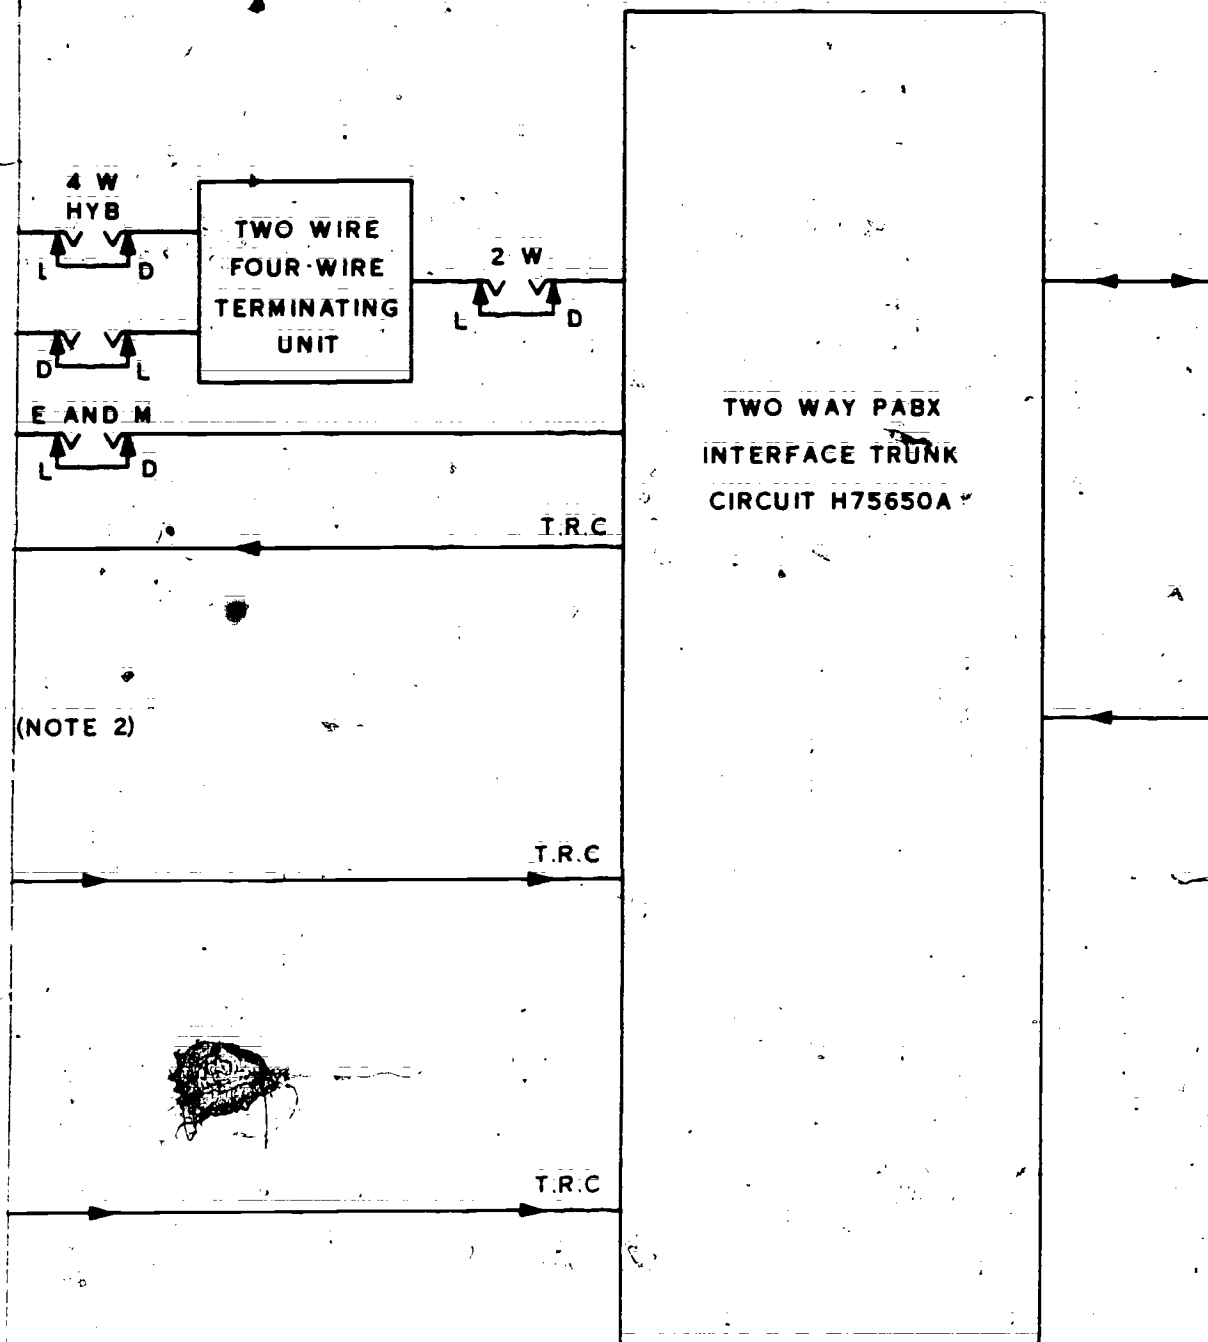 4 W
HYB
L D
D L
E AND M
L D
TWO WIRE
FOUR-WIRE
TERMINATING
UNIT
2 W
L D
T.R.C
(NOTE 2)
T.R.C
T.R.C
TWO WAY PABX
INTERFACE TRUNK
CIRCUIT H75650A